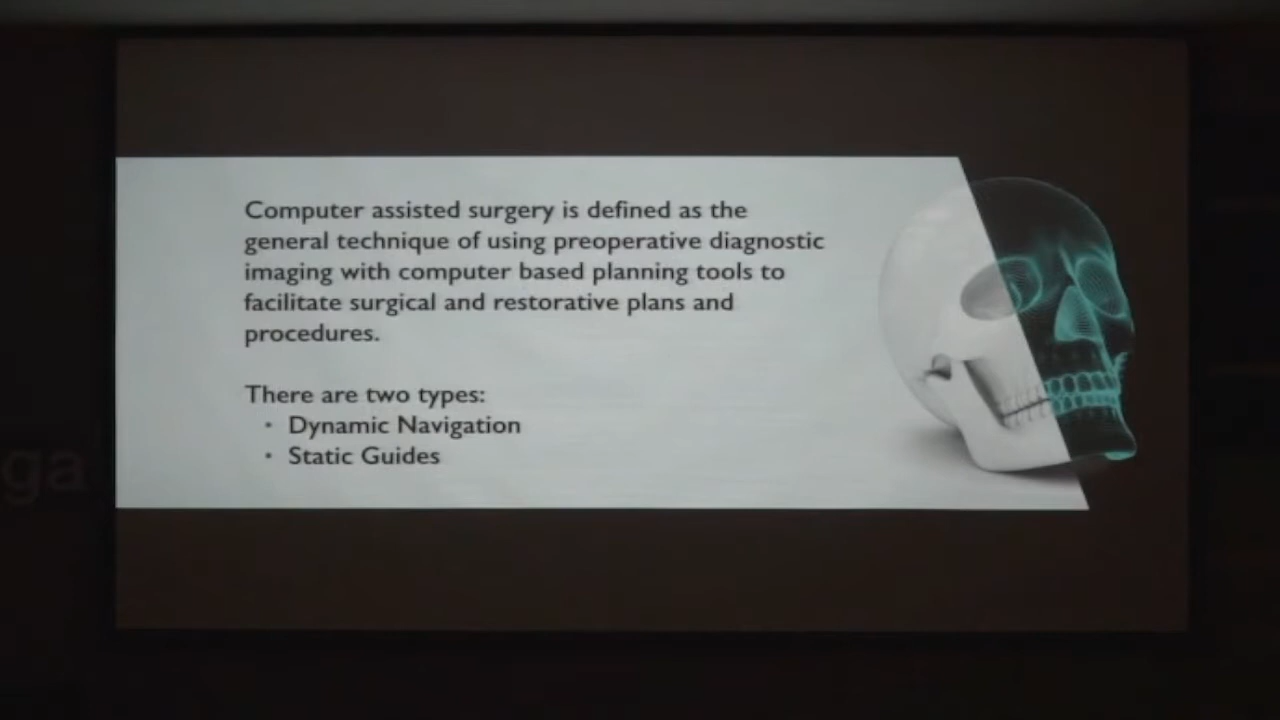 Computer assisted surgery is defined as the
general technique of using preoperative diagnostic
imaging with computer based planning tools to
facilitate surgical and restorative plans and
procedures.
There are two types:
• Dynamic Navigation
• Static Guides
ga